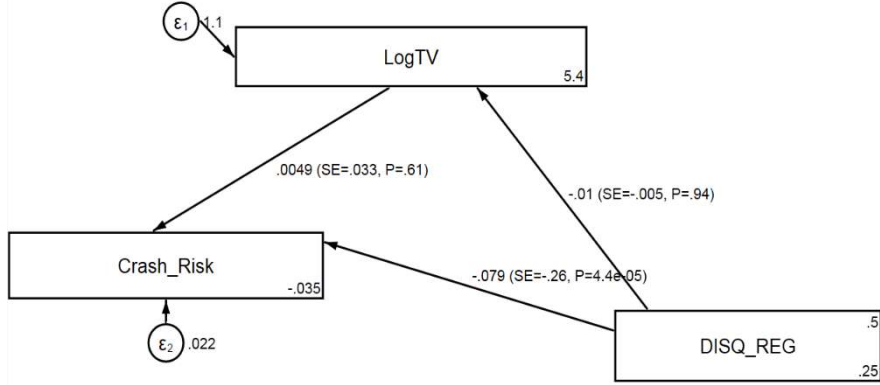 ε₁ 1.1
LogTV
5.4
.0049 (SE=.033, P=.61)
-.01 (SE=-.005, P=.94)
Crash_Risk
-.035
-.079 (SE=-.26, P=4.4e-05)
ε₂ .022
.5
DISQ_REG
.25